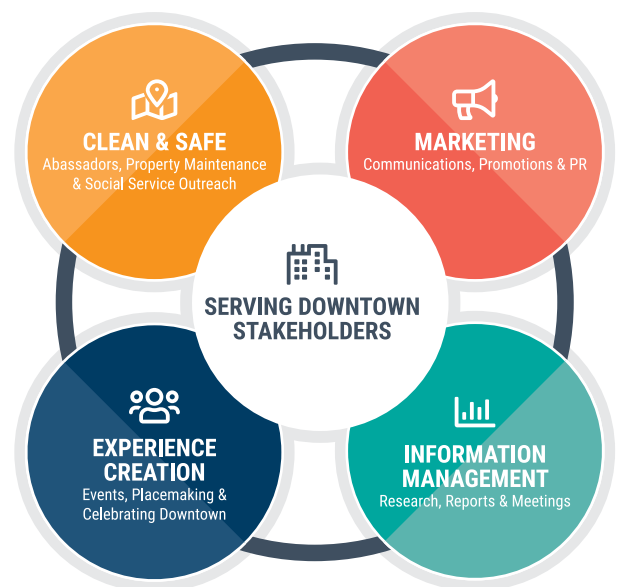 CLEAN & SAFE
Abassadors, Property Maintenance
& Social Service Outreach
MARKETING
Communications, Promotions & PR
SERVING DOWNTOWN
STAKEHOLDERS
EXPERIENCE
CREATION
Events, Placemaking &
Celebrating Downtown
INFORMATION
MANAGEMENT
Research, Reports & Meetings